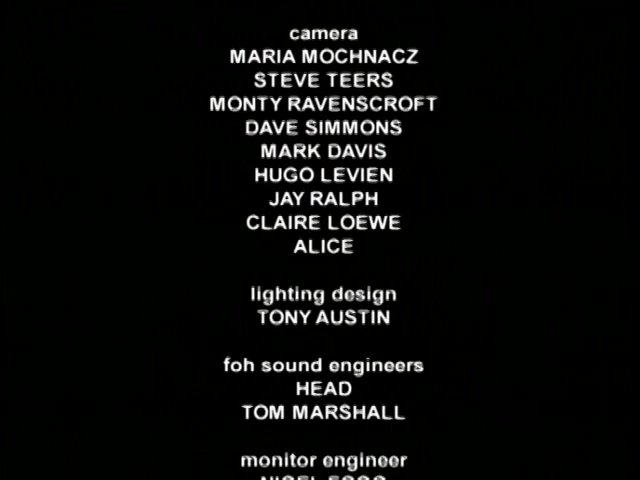 camera
MARIA MOCHNACZ
STEVE TEERS
MONTY RAVENSCROFT
DAVE SIMMONS
MARK DAVIS
HUGO LEVIEN
JAY RALPH
CLAIRE LOEWE
ALICE
lighting design
TONY AUSTIN
foh sound engineers
HEAD
TOM MARSHALL
monitor engineer